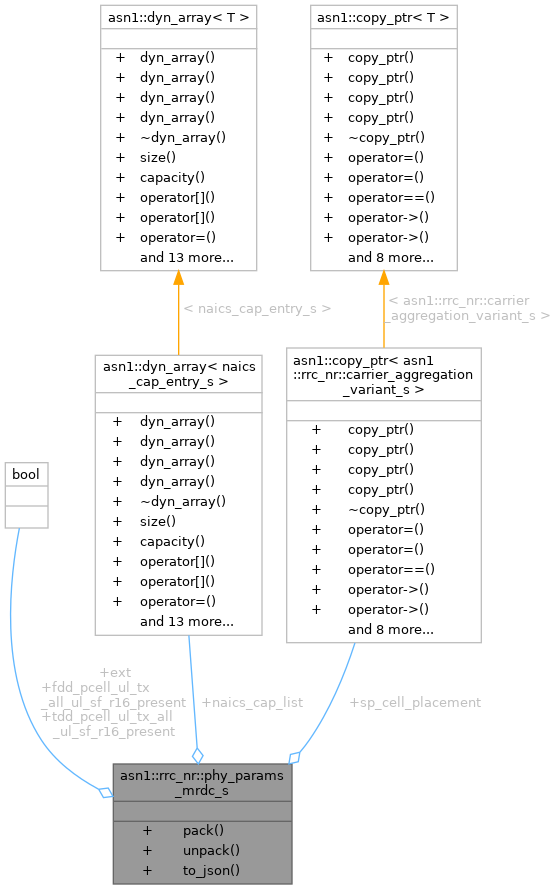 asn1::dyn_array< T >
+ dyn_array()
+ dyn_array()
+ dyn_array()
+ dyn_array()
+ ~dyn_array()
+ size()
+ capacity()
+ operator[]()
+ operator[]()
+ operator=()
and 13 more...
asn1::copy_ptr< T >
+ copy_ptr()
+ copy_ptr()
+ copy_ptr()
+ copy_ptr()
+ ~copy_ptr()
+ operator=()
+ operator=()
+ operator==()
+ operator->()
+ operator->()
and 8 more...
< naics_cap_entry_s >
< asn1::rrc_nr::carrier
_aggregation_variant_s >
asn1::dyn_array< naics
_cap_entry_s >
+ dyn_array()
+ dyn_array()
+ dyn_array()
+ dyn_array()
+ ~dyn_array()
+ size()
+ capacity()
+ operator[]()
+ operator[]()
+ operator=()
and 13 more...
asn1::copy_ptr< asn1
::rrc_nr::carrier_aggregation
_variant_s >
+ copy_ptr()
+ copy_ptr()
+ copy_ptr()
+ copy_ptr()
+ ~copy_ptr()
+ operator=()
+ operator=()
+ operator==()
+ operator->()
+ operator->()
and 8 more...
bool
+ext
+fdd_pcell_ul_tx
_all_ul_sf_r16_present
+tdd_pcell_ul_tx_all
_ul_sf_r16_present
+naics_cap_list
+sp_cell_placement
asn1::rrc_nr::phy_params
_mrdc_s
+ pack()
+ unpack()
+ to_json()